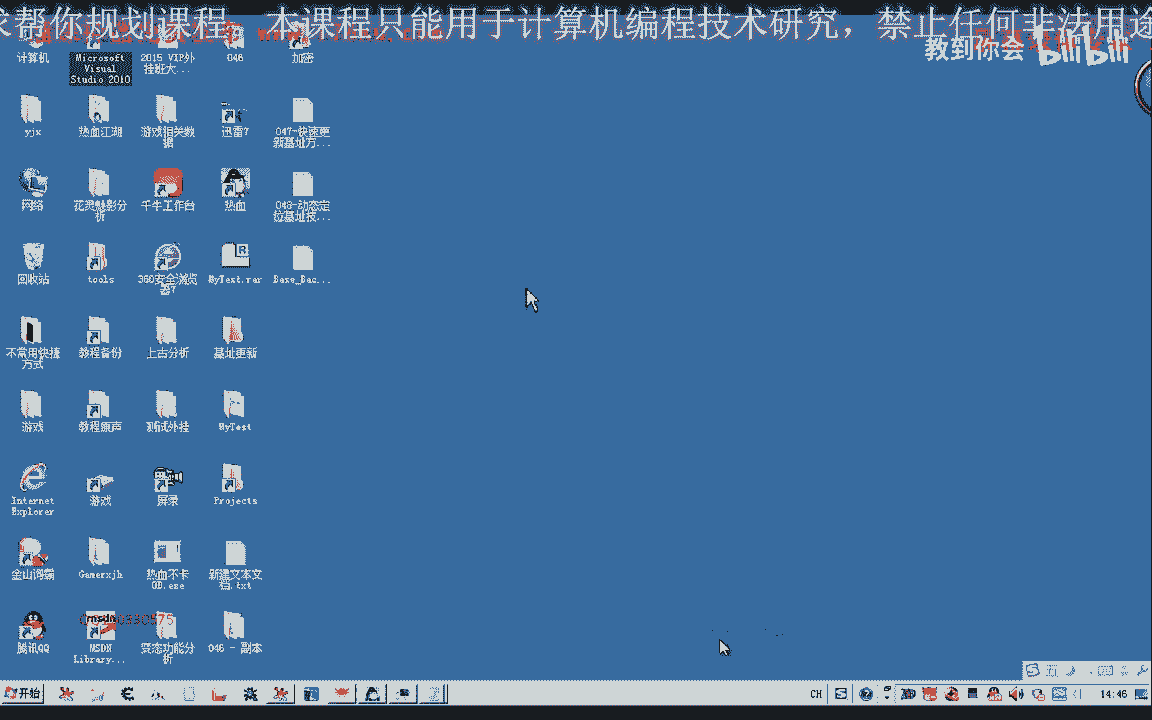 求帮你规划课程, 本课程只能用于计算机编程技术研究, 禁止任何非法用途
教到你会 bilibili
计算机
Microsoft
Visual
Studio 2010
2015 VIP外
挂班大...
046
加密
yjx
热血江湖
游戏相关数
据
迅雷7
047-快速更
新基址方...
网络
花灵魅影分
析
千牛工作台
热血
048-动态定
位基址技...
回收站
tools
360安全浏览
器7
MyText.rar
Base_Bac...
不常用快捷
方式
教程备份
上古分析
基址更新
游戏
教程原声
测试外挂
MyTest
Internet
Explorer
游戏
屏录
Projects
金山词霸
Gamerxjh
热血不卡
OD.exe
新建文本文
档.txt
腾讯QQ
MSDN
Library...
变态功能分
析
046 - 副本
开始
CH
14:46